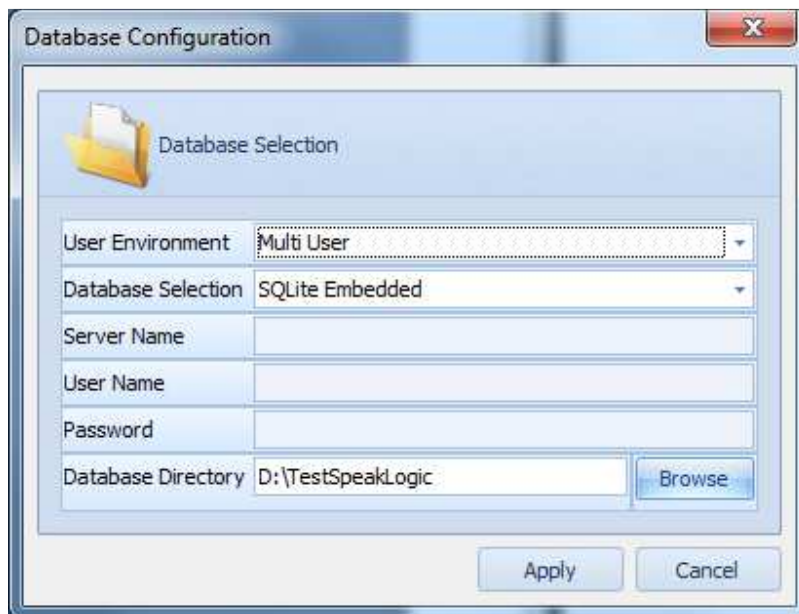 Database Configuration
Database Selection
User Environment Multi User
Database Selection SQLite Embedded
Server Name
User Name
Password
Database Directory D:\TestSpeakLogic Browse
Apply Cancel